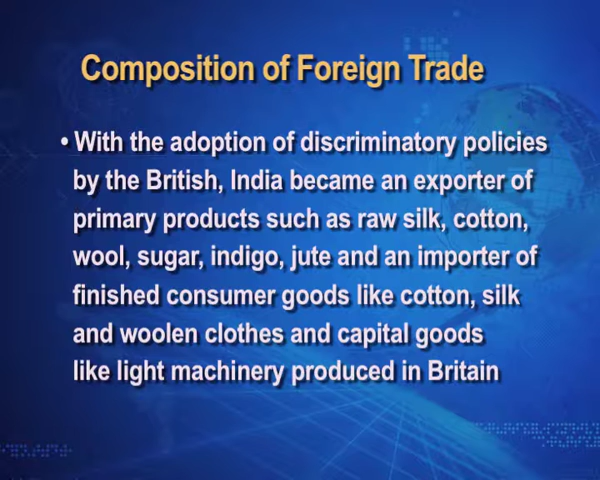 Composition of Foreign Trade
• With the adoption of discriminatory policies
by the British, India became an exporter of
primary products such as raw silk, cotton,
wool, sugar, indigo, jute and an importer of
finished consumer goods like cotton, silk
and woolen clothes and capital goods
like light machinery produced in Britain